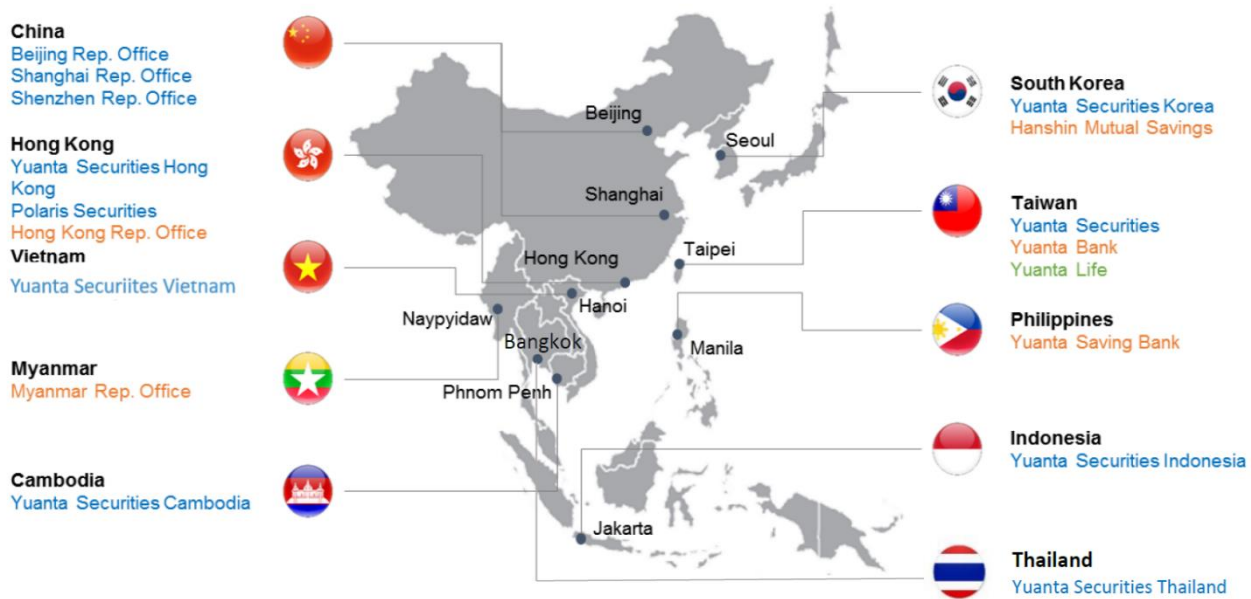 China
Beijing Rep. Office
Shanghai Rep. Office
Shenzhen Rep. Office
Hong Kong
Yuanta Securities Hong
Kong
Polaris Securities
Hong Kong Rep. Office
Vietnam
Yuanta Securiites Vietnam
Myanmar
Myanmar Rep. Office
Cambodia
Yuanta Securities Cambodia
Beijing
Seoul
Shanghai
Taipei
Hong Kong
Hanoi
Naypyidaw
Bangkok
Manila
Phnom Penh
Jakarta
South Korea
Yuanta Securities Korea
Hanshin Mutual Savings
Taiwan
Yuanta Securities
Yuanta Bank
Yuanta Life
Philippines
Yuanta Saving Bank
Indonesia
Yuanta Securities Indonesia
Thailand
Yuanta Securities Thailand